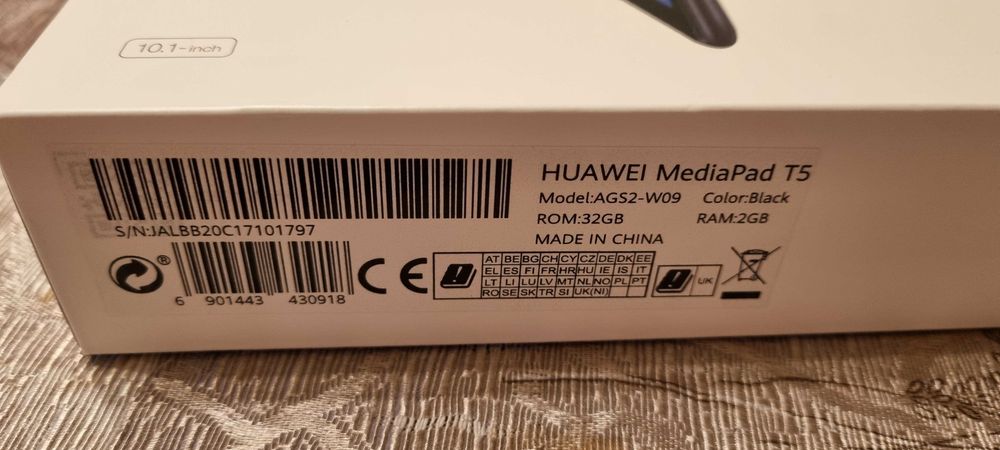 10.1-inch
HUAWEI MediaPad T5
Model:AGS2-W09 Color:Black
ROM:32GB RAM:2GB
MADE IN CHINA
S/N:JALBB20C17101797
®
6 901443 430918
CE
AT BE BG CH CY CZ DE DK EE
EL ES FI FR HR HU IE IS IT
LT LI LU LV MT NL NO PL PT
RO SE SK TR SI UK(NI)
UK